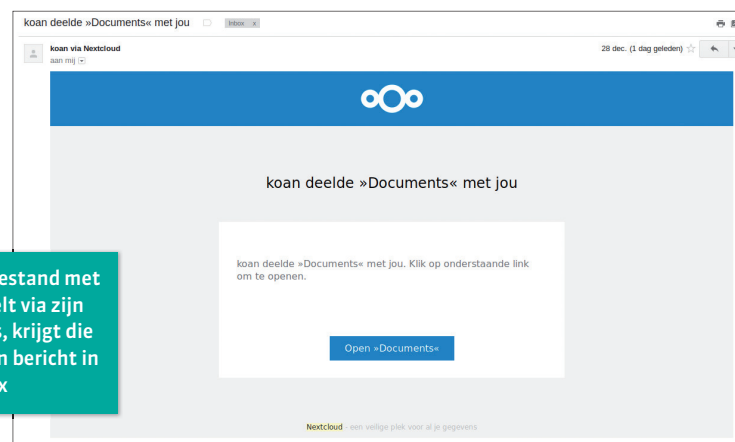 koan deelde »Documents« met jou Inbox x
koan via Nextcloud 28 dec. (1 dag geleden)
aan mij
koan deelde »Documents« met jou
koan deelde »Documents« met jou. Klik op onderstaande link
om te openen.
Open »Documents«
estand met
elt via zijn
s, krijgt die
n bericht in
x
Nextcloud - een veilige plek voor al je gegevens